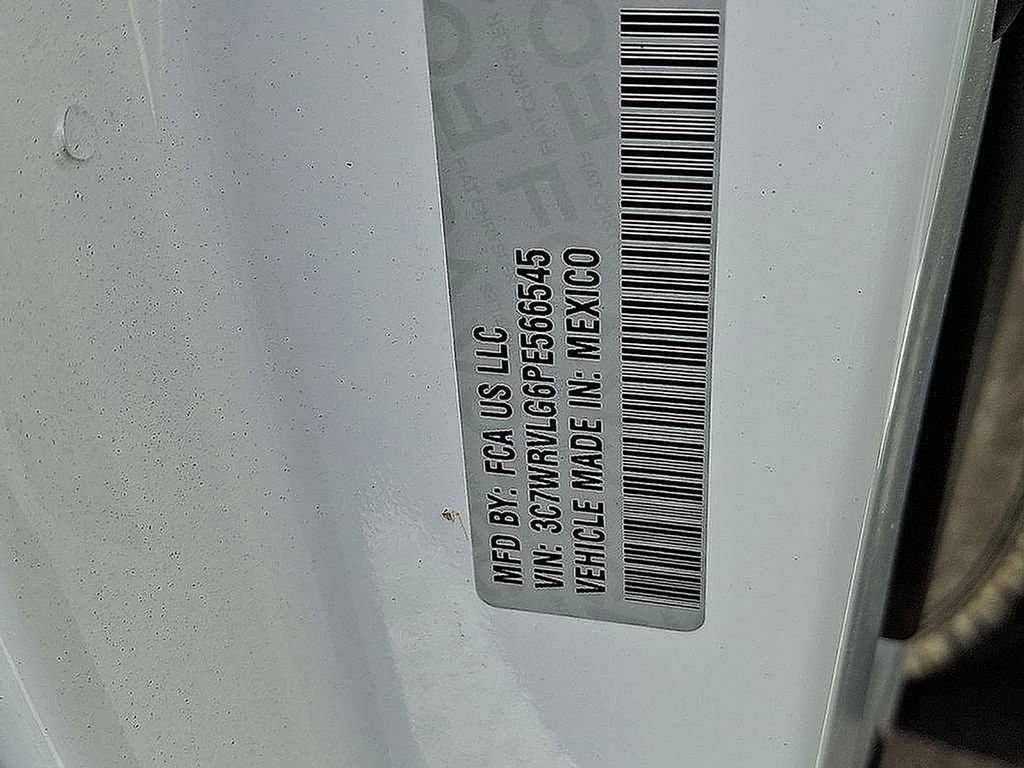 MFD BY: FCA US LLC
VIN: 3C7WRVLG6PE566545
VEHICLE MADE IN: MEXICO